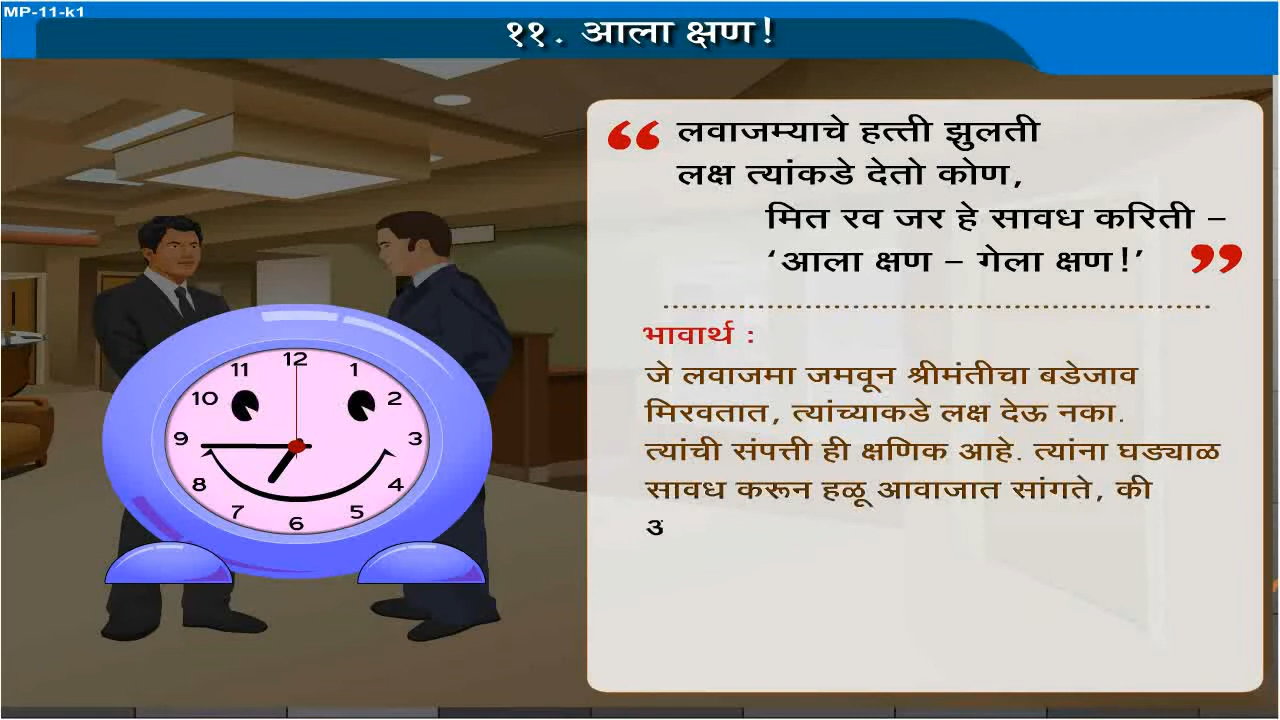 MP-11-k1
११. आला क्षण!
“ लवाजम्याचे हत्ती झुलती
लक्ष त्यांकडे देतो कोण,
मित रव जर हे सावध करिती –
‘आला क्षण – गेला क्षण!’ ”
भावार्थ :
जे लवाजमा जमवून श्रीमंतीचा बडेजाव
मिरवतात, त्यांच्याकडे लक्ष देऊ नका.
त्यांची संपत्ती ही क्षणिक आहे. त्यांना घड्याळ
सावध करून हळू आवाजात सांगते, की
12
11 1
10 2
9 3
8 4
7 5
6